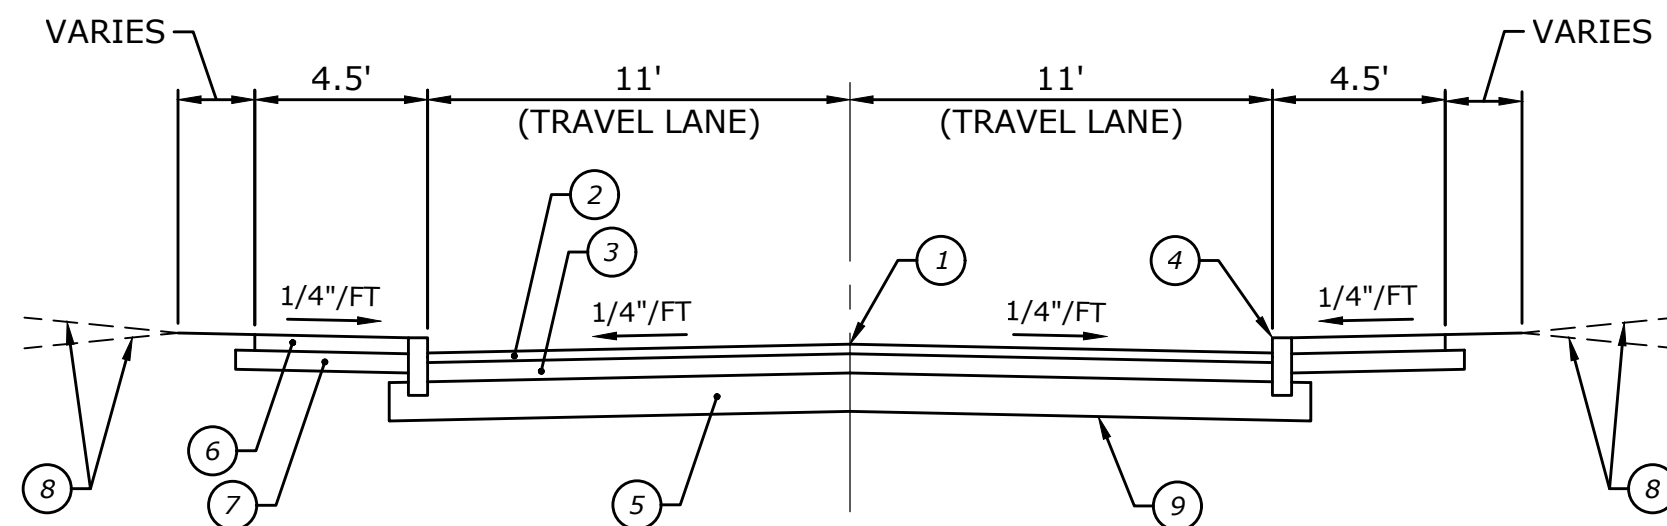 VARIES
VARIES
4.5'
11'
11'
4.5'
(TRAVEL LANE)
(TRAVEL LANE)
2
3
1
4
1/4"/FT
1/4"/FT
1/4"/FT
1/4"/FT
6
8
7
5
9
8